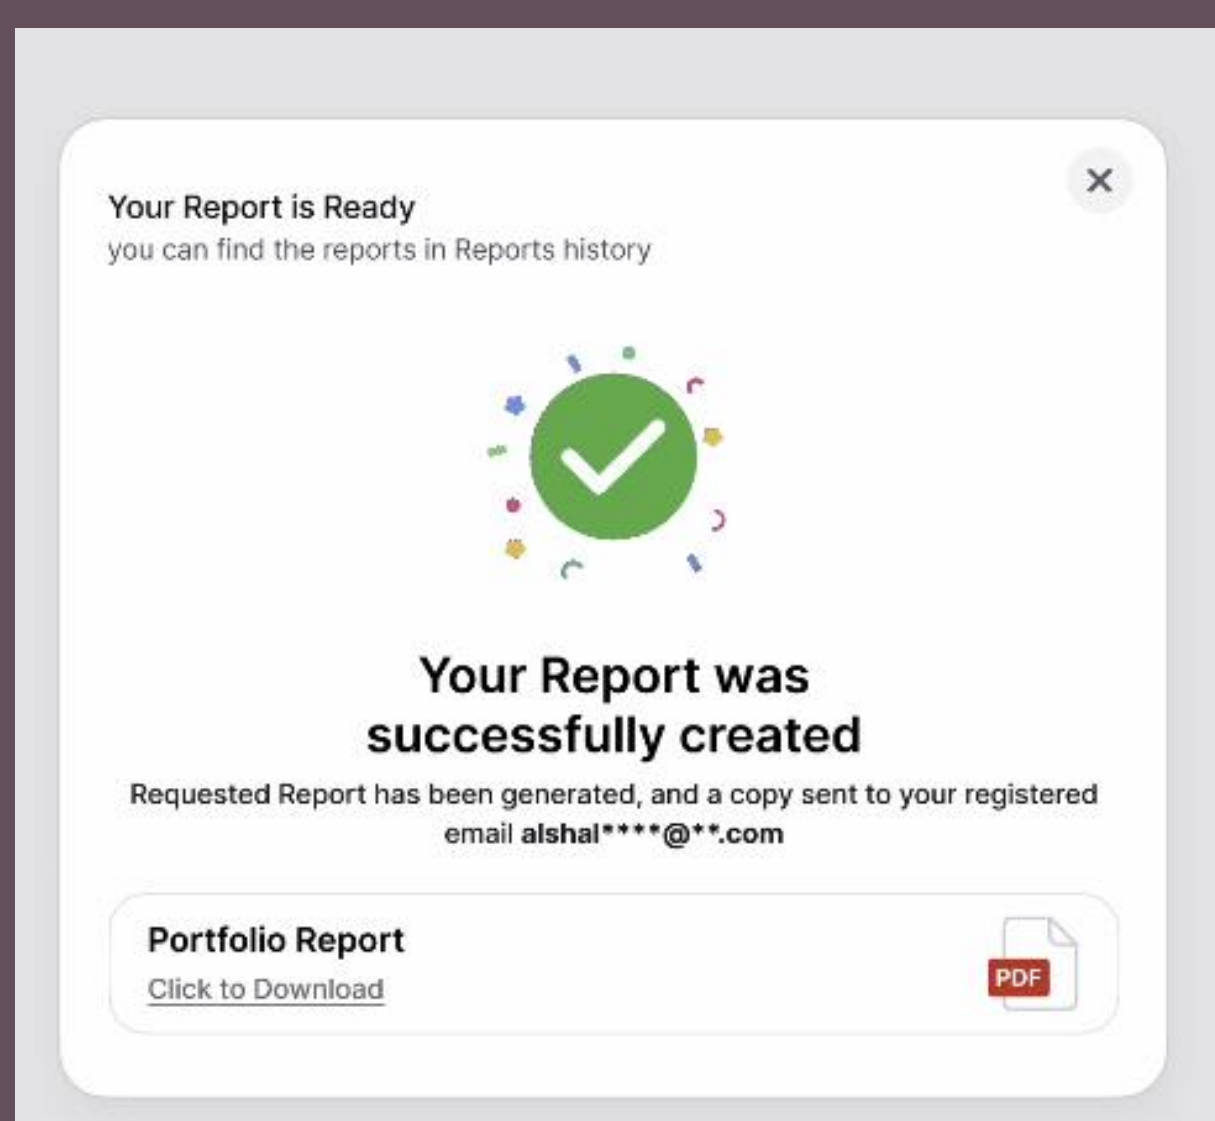 Your Report is Ready
you can find the reports in Reports history
Your Report was
successfully created
Requested Report has been generated, and a copy sent to your registered
email alshal****@**.com
Portfolio Report
Click to Download
PDF